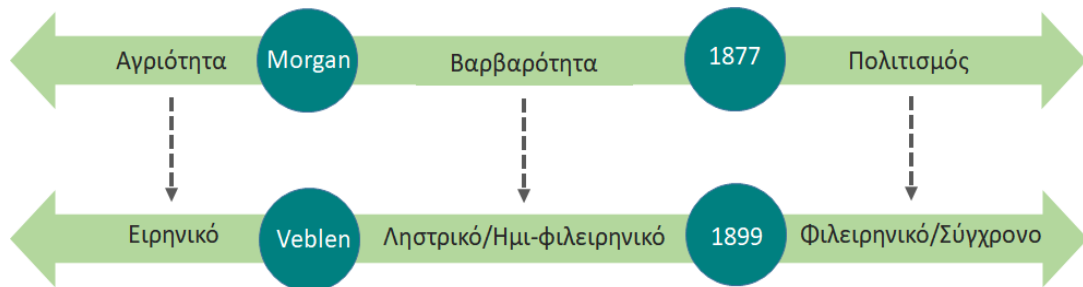 Αγριότητα Morgan Βαρβαρότητα 1877 Πολιτισμός
Ειρηνικό Veblen Ληστρικό/Ημι-φιλειρηνικό 1899 Φιλειρηνικό/Σύγχρονο